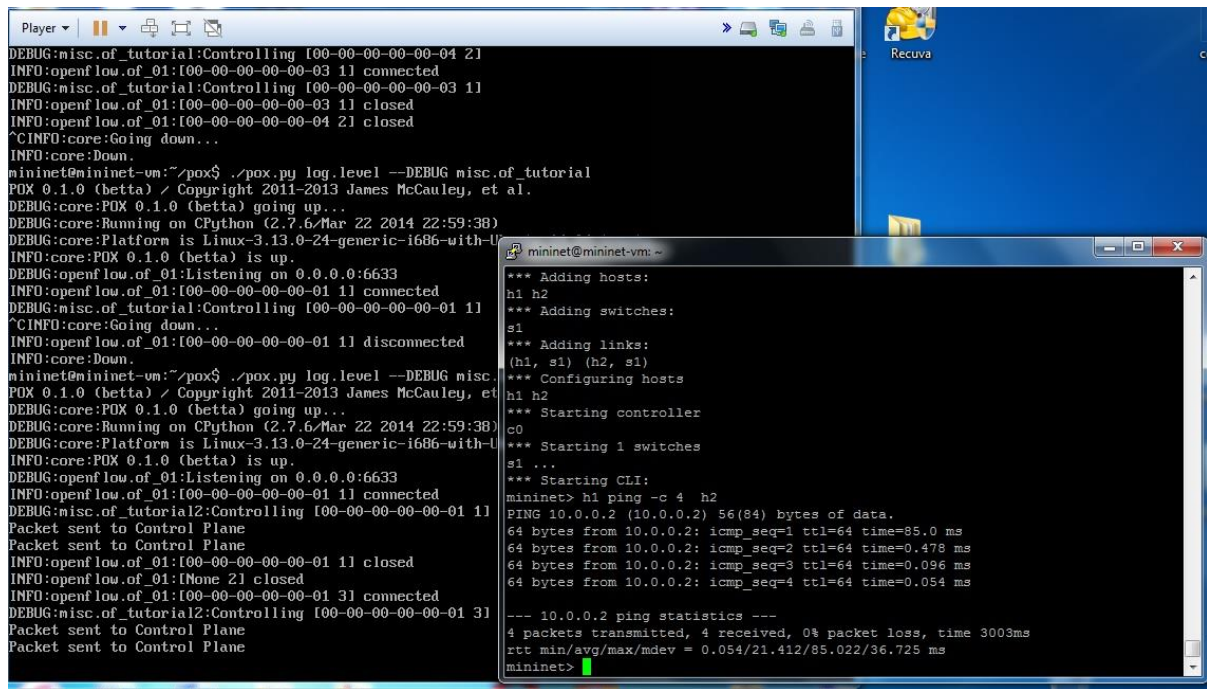 Player
DEBUG:misc.of_tutorial:Controlling [00-00-00-00-00-04 2]
INFO:openflow.of_01:[00-00-00-00-00-03 1] connected
DEBUG:misc.of_tutorial:Controlling [00-00-00-00-00-03 1]
INFO:openflow.of_01:[00-00-00-00-00-03 1] closed
INFO:openflow.of_01:[00-00-00-00-00-04 2] closed
^CINFO:core:Going down...
INFO:core:Down.
mininet@mininet-vm:~/pox$ ./pox.py log.level --DEBUG misc.of_tutorial
POX 0.1.0 (betta) / Copyright 2011-2013 James McCauley, et al.
DEBUG:core:POX 0.1.0 (betta) going up...
DEBUG:core:Running on CPython (2.7.6/Mar 22 2014 22:59:38)
DEBUG:core:Platform is Linux-3.13.0-24-generic-i686-with-U
INFO:core:POX 0.1.0 (betta) is up.
DEBUG:openflow.of_01:Listening on 0.0.0.0:6633
INFO:openflow.of_01:[00-00-00-00-00-01 1] connected
DEBUG:misc.of_tutorial:Controlling [00-00-00-00-00-01 1]
^CINFO:core:Going down...
INFO:openflow.of_01:[00-00-00-00-00-01 1] disconnected
INFO:core:Down.
mininet@mininet-vm:~/pox$ ./pox.py log.level --DEBUG misc.
POX 0.1.0 (betta) / Copyright 2011-2013 James McCauley, et
DEBUG:core:POX 0.1.0 (betta) going up...
DEBUG:core:Running on CPython (2.7.6/Mar 22 2014 22:59:38)
DEBUG:core:Platform is Linux-3.13.0-24-generic-i686-with-U
INFO:core:POX 0.1.0 (betta) is up.
DEBUG:openflow.of_01:Listening on 0.0.0.0:6633
INFO:openflow.of_01:[00-00-00-00-00-01 1] connected
DEBUG:misc.of_tutorial2:Controlling [00-00-00-00-00-01 1]
Packet sent to Control Plane
Packet sent to Control Plane
INFO:openflow.of_01:[00-00-00-00-00-01 1] closed
INFO:openflow.of_01:[None 2] closed
INFO:openflow.of_01:[00-00-00-00-00-01 3] connected
DEBUG:misc.of_tutorial2:Controlling [00-00-00-00-00-01 3]
Packet sent to Control Plane
Packet sent to Control Plane
Recuva
mininet@mininet-vm: ~
*** Adding hosts:
h1 h2
*** Adding switches:
s1
*** Adding links:
(h1, s1) (h2, s1)
*** Configuring hosts
h1 h2
*** Starting controller
c0
*** Starting 1 switches
s1 ...
*** Starting CLI:
mininet> h1 ping -c 4  h2
PING 10.0.0.2 (10.0.0.2) 56(84) bytes of data.
64 bytes from 10.0.0.2: icmp_seq=1 ttl=64 time=85.0 ms
64 bytes from 10.0.0.2: icmp_seq=2 ttl=64 time=0.478 ms
64 bytes from 10.0.0.2: icmp_seq=3 ttl=64 time=0.096 ms
64 bytes from 10.0.0.2: icmp_seq=4 ttl=64 time=0.054 ms
--- 10.0.0.2 ping statistics ---
4 packets transmitted, 4 received, 0% packet loss, time 3003ms
rtt min/avg/max/mdev = 0.054/21.412/85.022/36.725 ms
mininet>